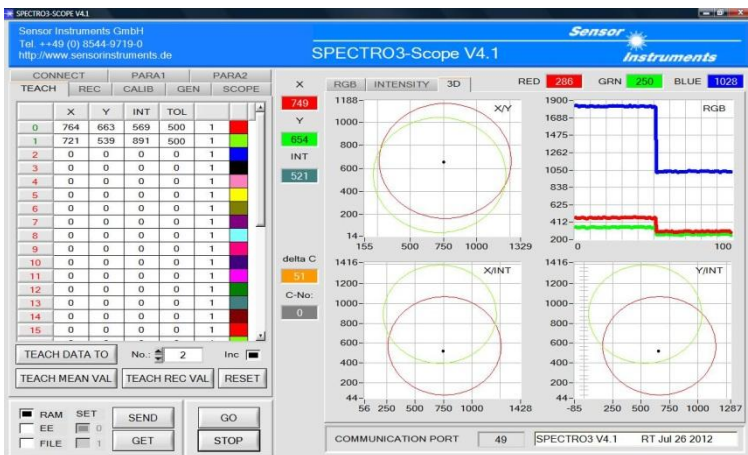 SPECTRO3-SCOPE V4.1
Sensor Instruments GmbH
Tel. ++49 (0) 8544-9719-0
http://www.sensorinstruments.de
SPECTRO3-Scope V4.1
Sensor
Instruments
CONNECT PARA1 PARA2
TEACH REC CALIB GEN SCOPE
X Y INT TOL
0 764 663 569 500 1
1 721 539 891 500 1
2 0 0 0 0 1
3 0 0 0 0 1
4 0 0 0 0 1
5 0 0 0 0 1
6 0 0 0 0 1
7 0 0 0 0 1
8 0 0 0 0 1
9 0 0 0 0 1
10 0 0 0 0 1
11 0 0 0 0 1
12 0 0 0 0 1
13 0 0 0 0 1
14 0 0 0 0 1
15 0 0 0 0 1
TEACH DATA TO No.: 2 Inc
TEACH MEAN VAL TEACH REC VAL RESET
RAM SET SEND GO
EE 0
FILE 1 GET STOP
X
749
Y
654
INT
521
delta C
51
C-No:
0
RGB INTENSITY 3D RED 286 GRN 250 BLUE 1028
X/Y
1188-
1000-
800-
600-
400-
200-
14-
155 500 750 1000 1329
RGB
1900-
1688-
1475-
1262-
1050-
838-
625-
412-
200-
0 100
X/INT
1416-
1200-
1000-
800-
600-
400-
200-
44-
56 250 500 750 1000 1428
Y/INT
1416-
1200-
1000-
800-
600-
400-
200-
44-
-85 250 500 750 1000 1287
COMMUNICATION PORT 49 SPECTRO3 V4.1 RT Jul 26 2012